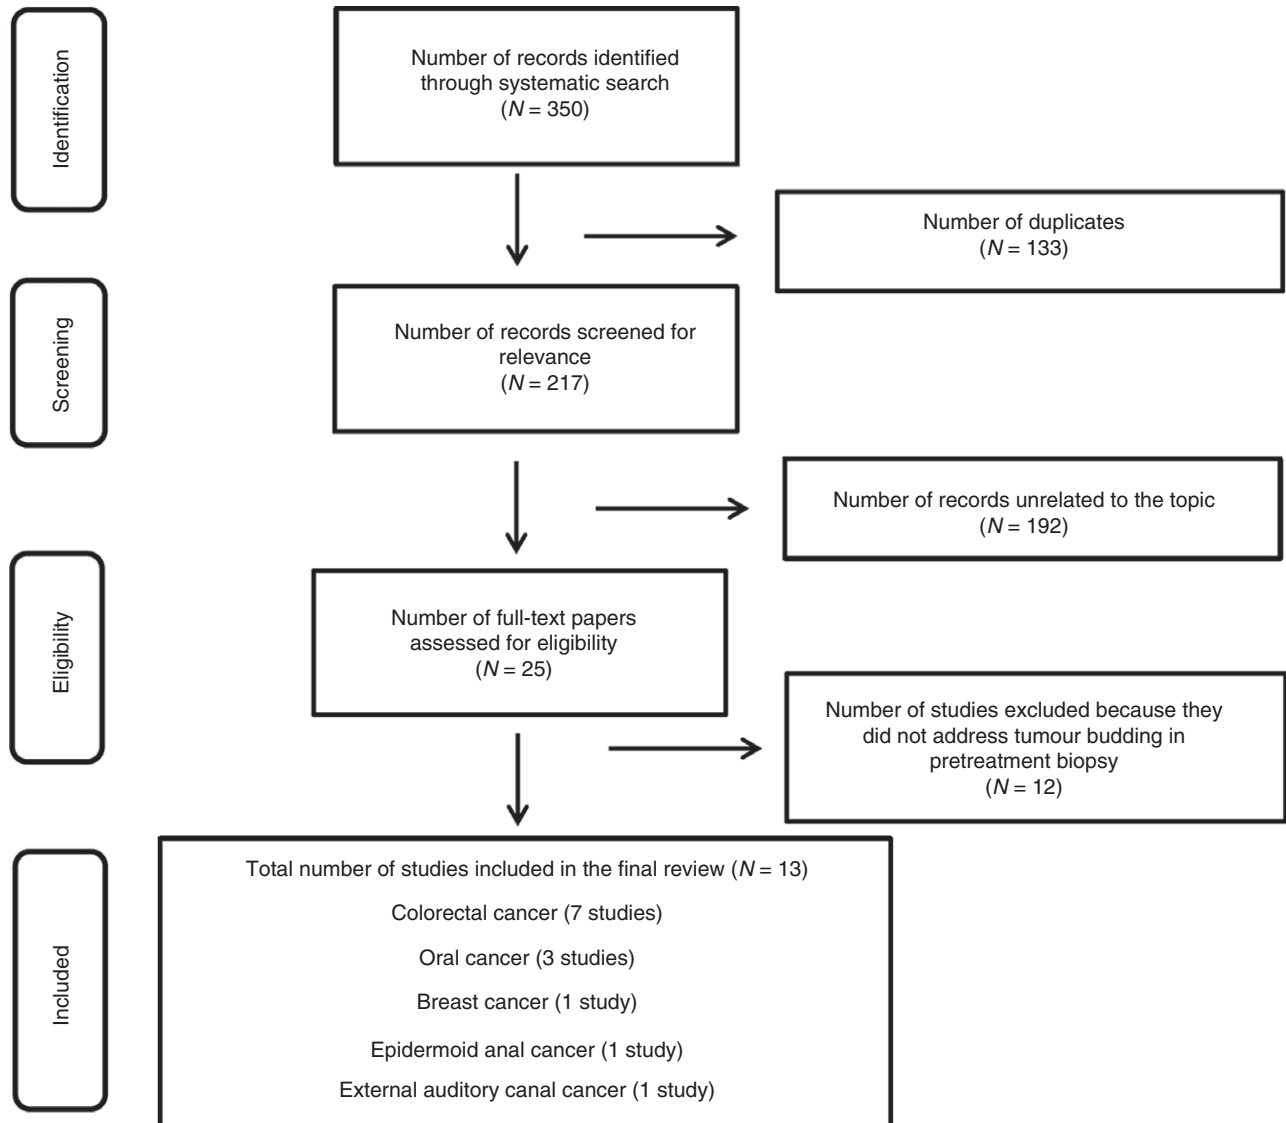 Identification
Number of records identified
through systematic search
(N = 350)
Number of duplicates
(N = 133)
Screening
Number of records screened for
relevance
(N = 217)
Number of records unrelated to the topic
(N = 192)
Eligibility
Number of full-text papers
assessed for eligibility
(N = 25)
Number of studies excluded because they
did not address tumour budding in
pretreatment biopsy
(N = 12)
Included
Total number of studies included in the final review (N = 13)
Colorectal cancer (7 studies)
Oral cancer (3 studies)
Breast cancer (1 study)
Epidermoid anal cancer (1 study)
External auditory canal cancer (1 study)